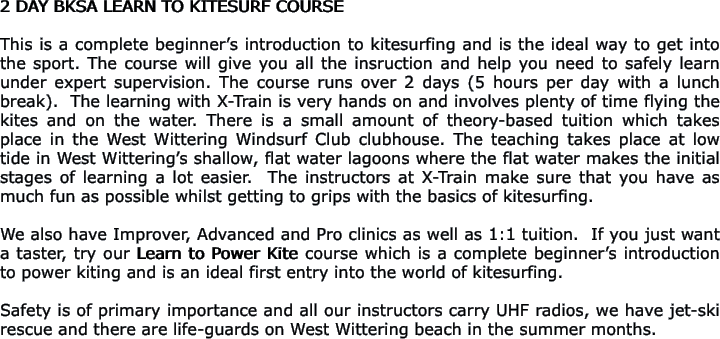 2 DAY BKSA LEARN TO KITESURF COURSE
This is a complete beginner's introduction to kitesurfing and is the ideal way to get into
the sport. The course will give you all the insruction and help you need to safely learn
under expert supervision. The course runs over 2 days (5 hours per day with a lunch
break).  The learning with X-Train is very hands on and involves plenty of time flying the
kites and on the water. There is a small amount of theory-based tuition which takes
place in the West Wittering Windsurf Club clubhouse. The teaching takes place at low
tide in West Wittering's shallow, flat water lagoons where the flat water makes the initial
stages of learning a lot easier.  The instructors at X-Train make sure that you have as
much fun as possible whilst getting to grips with the basics of kitesurfing.
We also have Improver, Advanced and Pro clinics as well as 1:1 tuition.  If you just want
a taster, try our Learn to Power Kite course which is a complete beginner's introduction
to power kiting and is an ideal first entry into the world of kitesurfing.
Safety is of primary importance and all our instructors carry UHF radios, we have jet-ski
rescue and there are life-guards on West Wittering beach in the summer months.